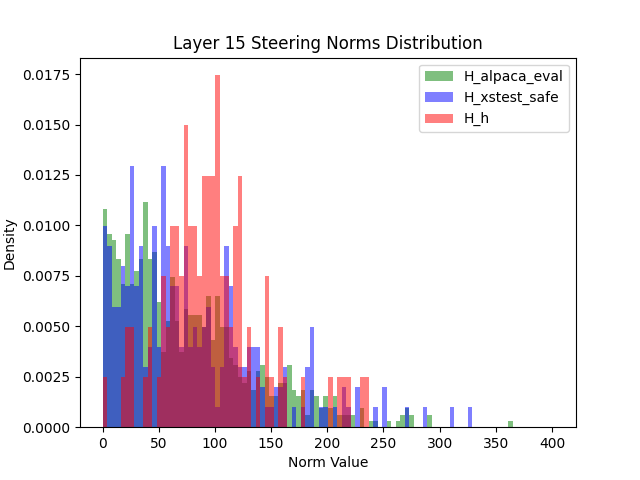 Layer 15 Steering Norms Distribution
H_alpaca_eval
H_xstest_safe
H_h
0.0175
0.0150
0.0125
0.0100
0.0075
0.0050
0.0025
0.0000
Density
0 50 100 150 200 250 300 350 400
Norm Value